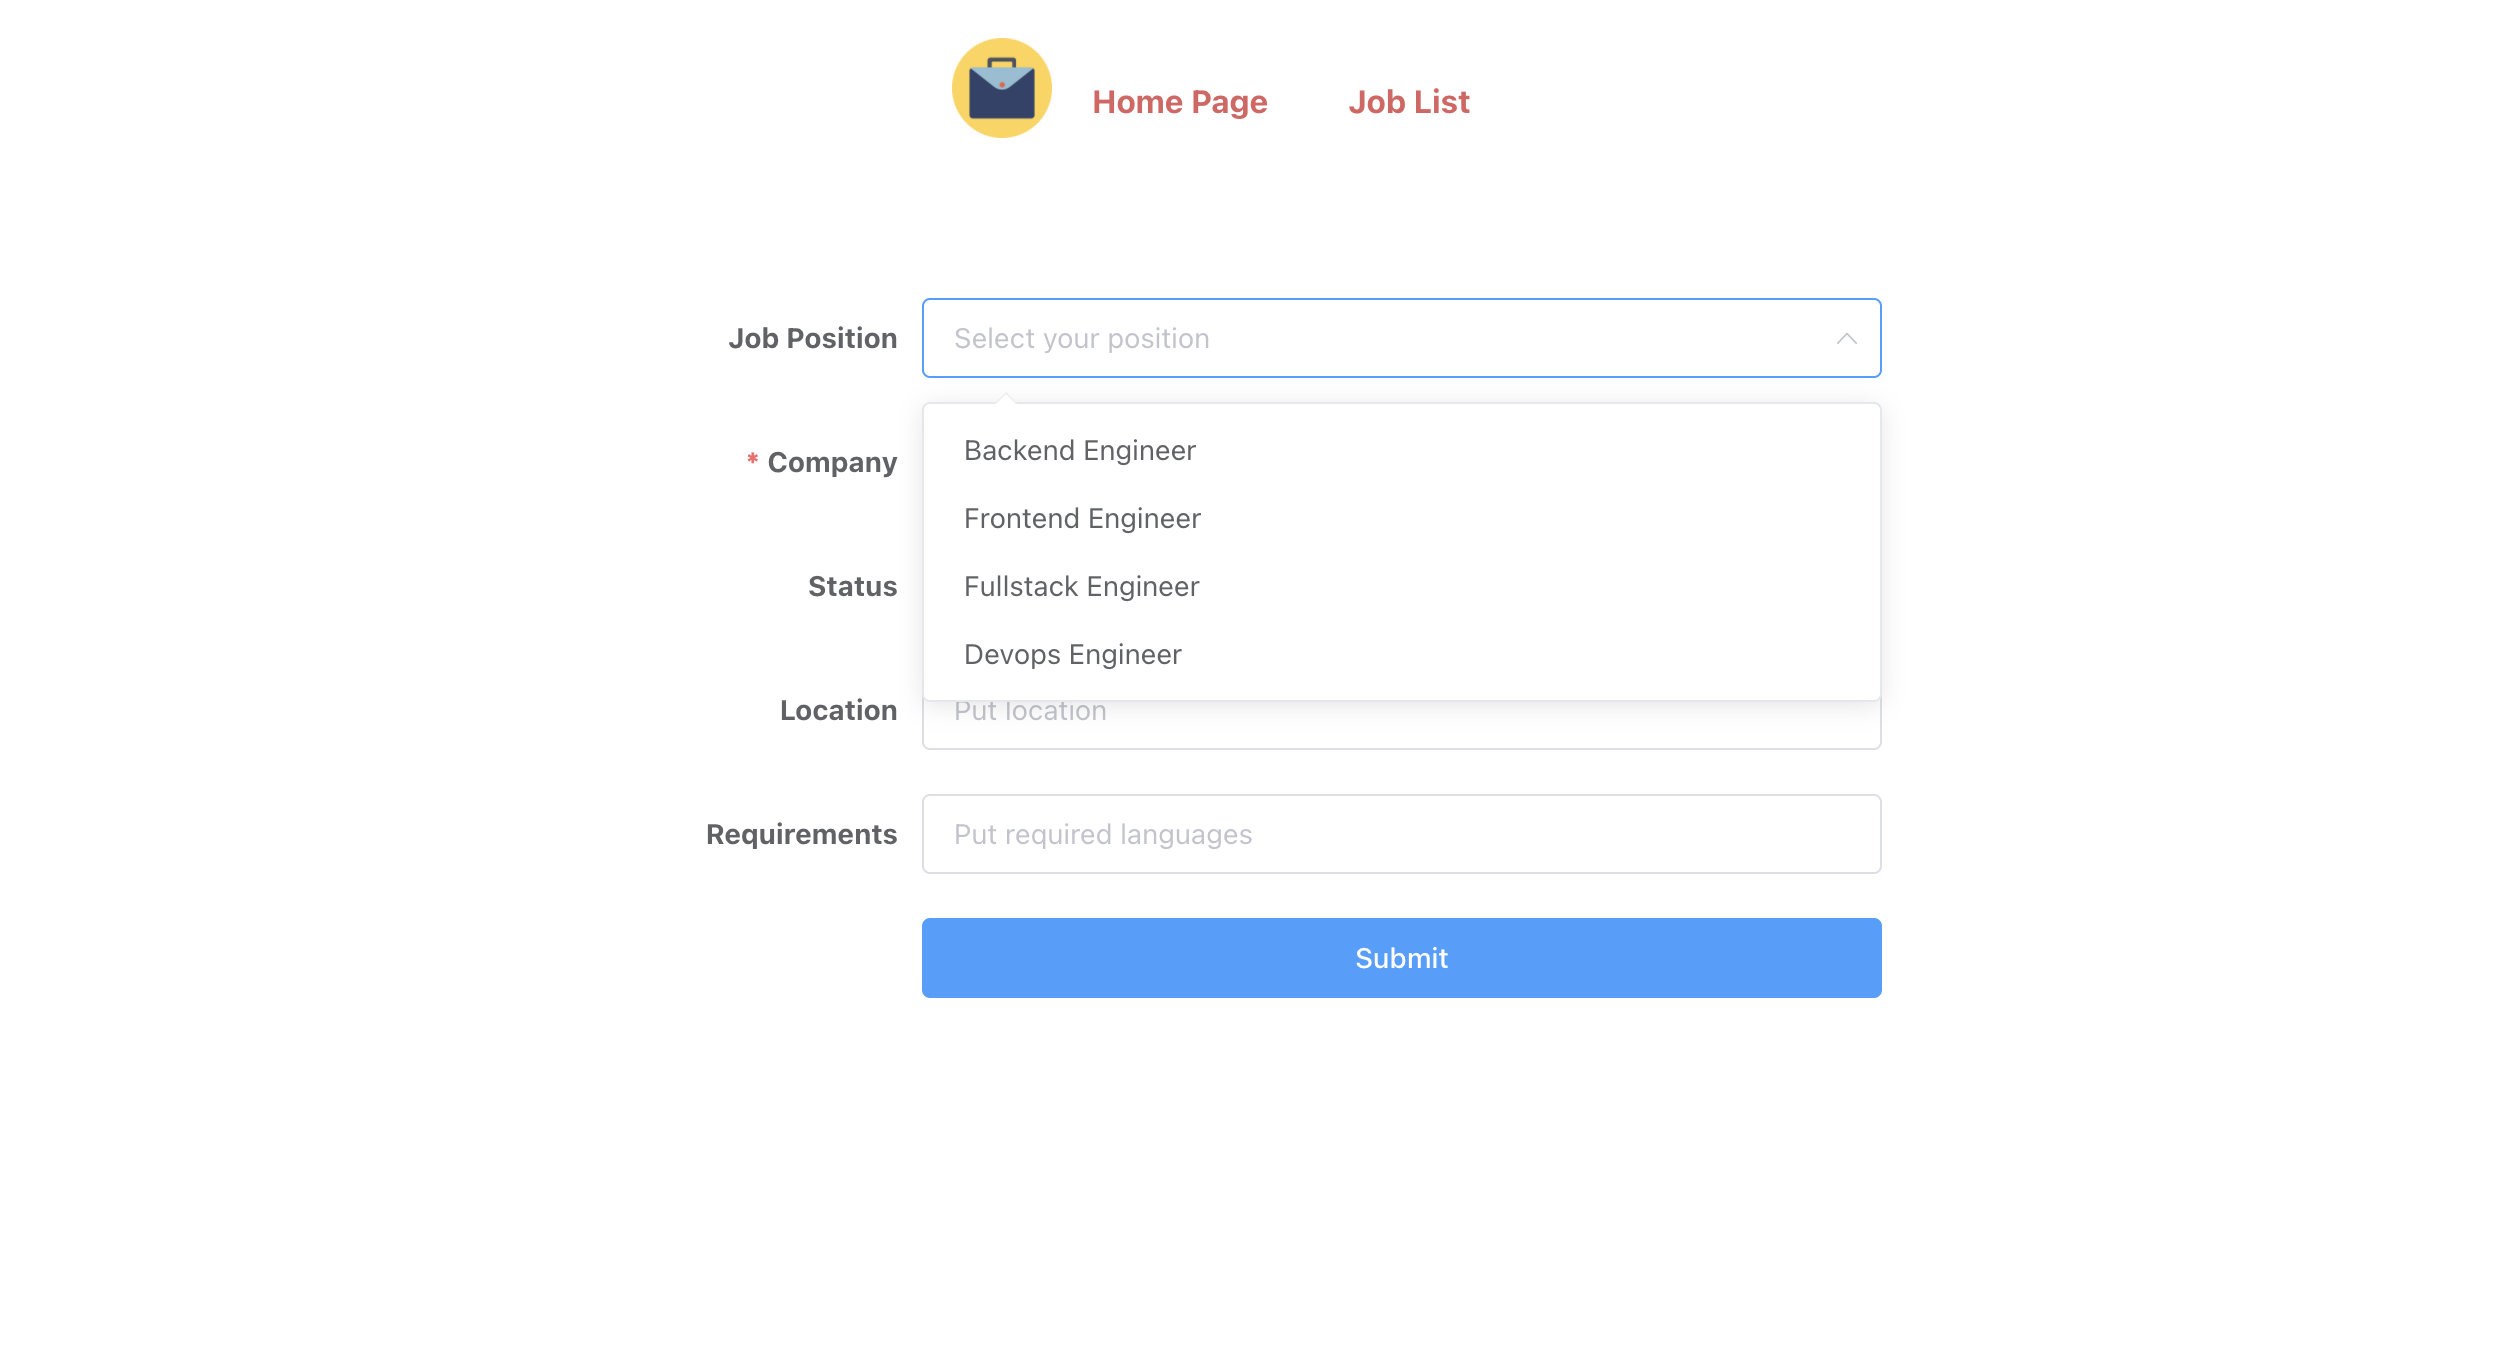 Home Page Job List
Job Position Select your position
Backend Engineer
* Company
Frontend Engineer
Status Fullstack Engineer
Devops Engineer
Location Put location
Requirements Put required languages
Submit